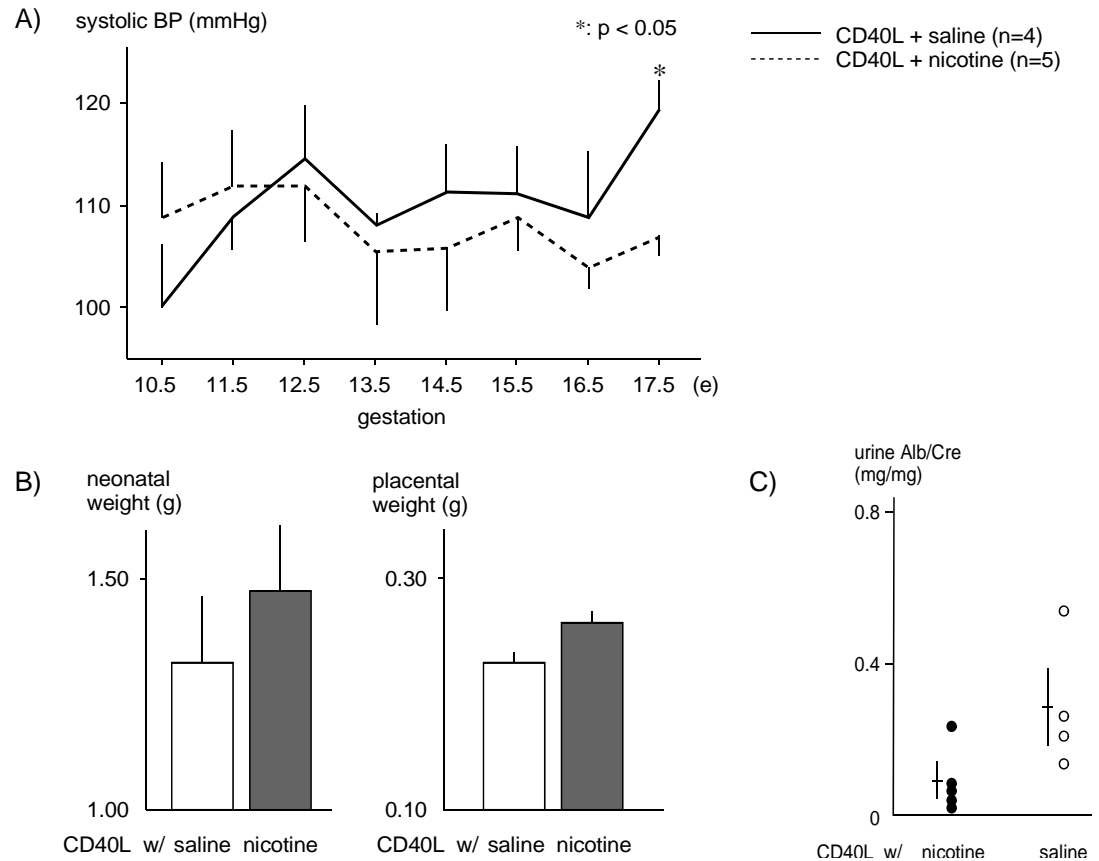 A)
systolic BP (mmHg)
*: p < 0.05
CD40L + saline (n=4)
CD40L + nicotine (n=5)
*
120
110
100
10.5 11.5 12.5 13.5 14.5 15.5 16.5 17.5 (e)
gestation
B)
neonatal
weight (g)
1.50
1.00
placental
weight (g)
0.30
0.10
CD40L w/ saline nicotine
saline nicotine
C)
urine Alb/Cre
(mg/mg)
0.8
0.4
0
CD40L w/ nicotine saline